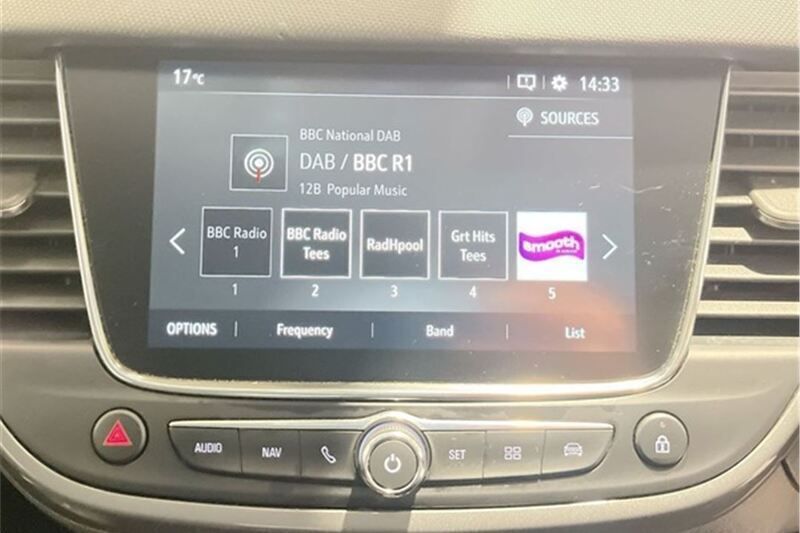 17°C
14:33
SOURCES
BBC National DAB
DAB / BBC R1
12B Popular Music
BBC Radio 1
BBC Radio Tees
RadHpool
Grt Hits Tees
smooth
1 2 3 4 5
OPTIONS Frequency Band List
AUDIO NAV SET